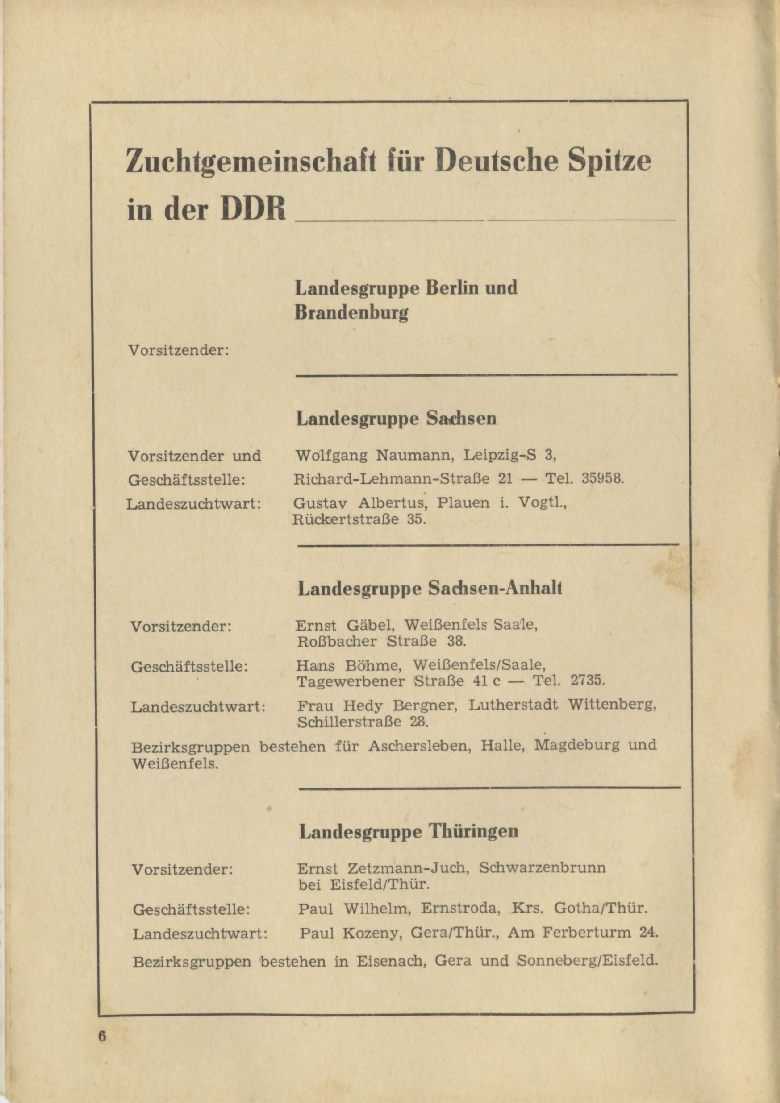 Zuchtgemeinschaft für Deutsche Spitze
in der DDR
Landesgruppe Berlin und
Brandenburg
Vorsitzender:
Landesgruppe Sachsen
Vorsitzender und Wolfgang Naumann, Leipzig-S 3,
Geschäftsstelle: Richard-Lehmann-Straße 21 — Tel. 35958.
Landeszuchtwart: Gustav Albertus, Plauen i. Vogtl.,
Rückertstraße 35.
Landesgruppe Sachsen-Anhalt
Vorsitzender: Ernst Gäbel, Weißenfels Saale,
Roßbacher Straße 38.
Geschäftsstelle: Hans Böhme, Weißenfels/Saale,
Tagewerbener Straße 41 c — Tel. 2735.
Landeszuchtwart: Frau Hedy Bergner, Lutherstadt Wittenberg,
Schillerstraße 28.
Bezirksgruppen bestehen für Aschersleben, Halle, Magdeburg und
Weißenfels.
Landesgruppe Thüringen
Vorsitzender: Ernst Zetzmann-Juch, Schwarzenbrunn
bei Eisfeld/Thür.
Geschäftsstelle: Paul Wilhelm, Ernstroda, Krs. Gotha/Thür.
Landeszuchtwart: Paul Kozeny, Gera/Thür., Am Ferberturm 24.
Bezirksgruppen bestehen in Eisenach, Gera und Sonneberg/Eisfeld.
6